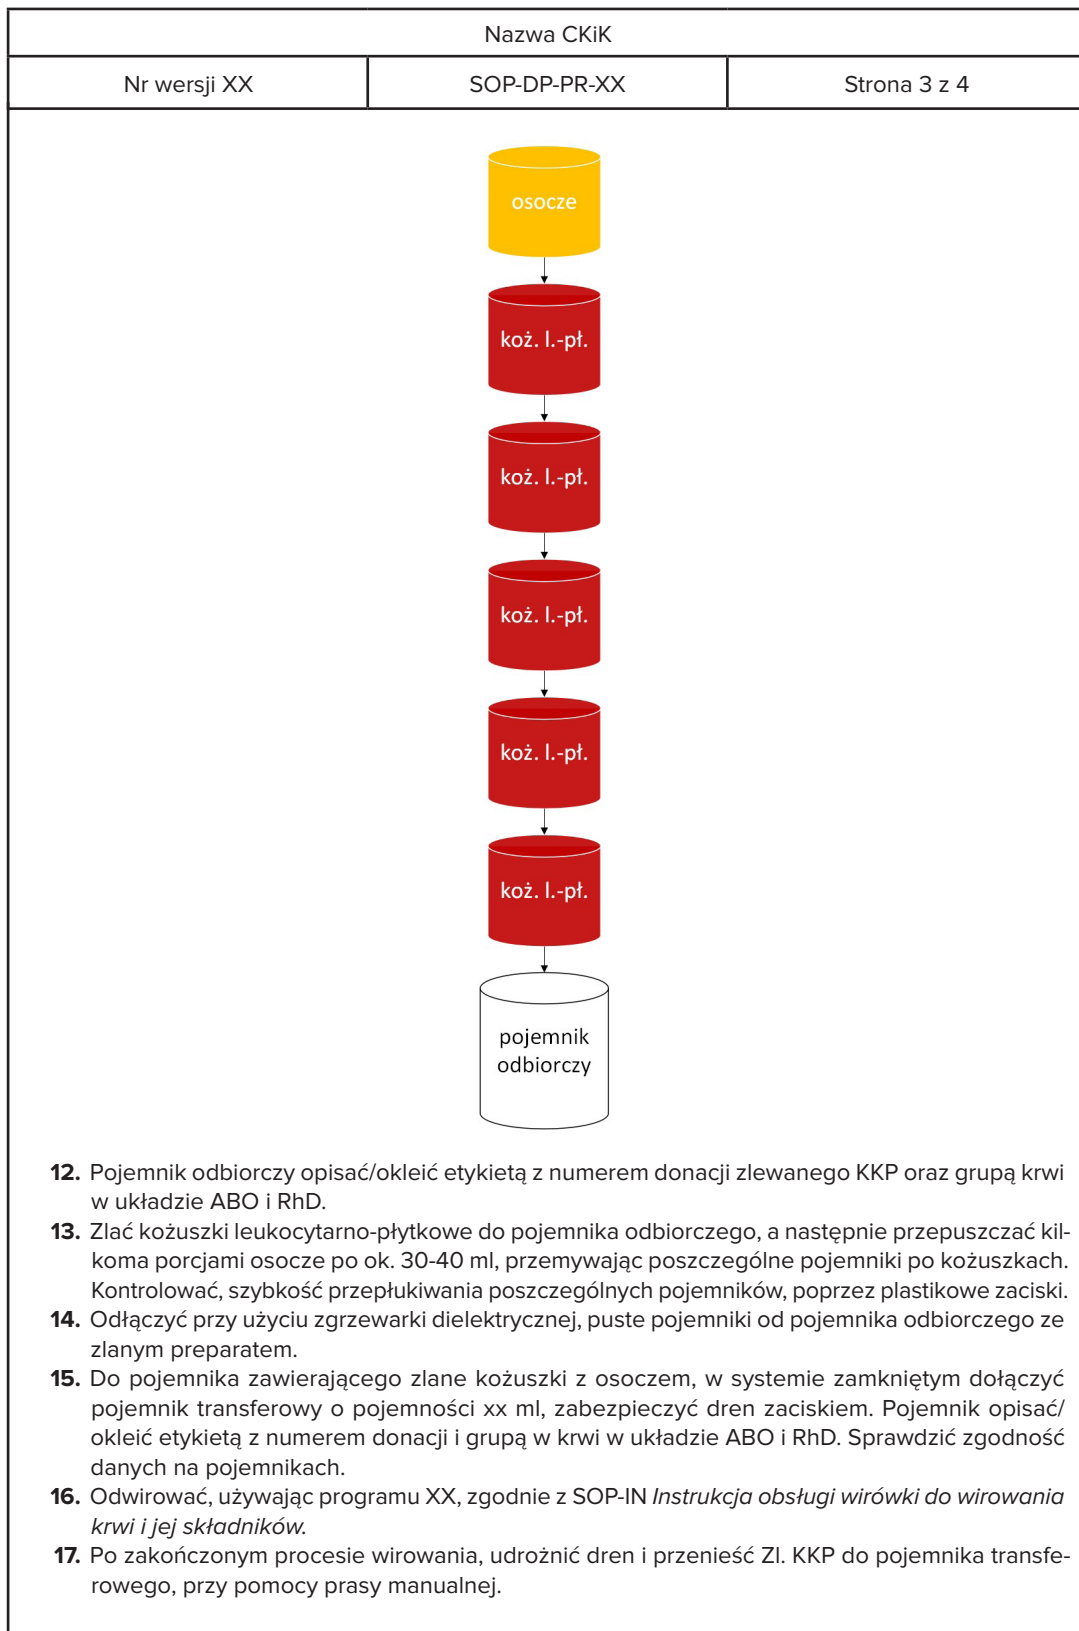 Nazwa CKiK
Nr wersji XX SOP-DP-PR-XX Strona 3 z 4
osocze
koż. l.-pł.
koż. l.-pł.
koż. l.-pł.
koż. l.-pł.
koż. l.-pł.
pojemnik
odbiorczy
12. Pojemnik odbiorczy opisać/okleić etykietą z numerem donacji zlewanego KKP oraz grupą krwi
w układzie ABO i RhD.
13. Zlać kożuszki leukocytarno-płytkowe do pojemnika odbiorczego, a następnie przepuszczać kil-
koma porcjami osocze po ok. 30-40 ml, przemywając poszczególne pojemniki po kożuszkach.
Kontrolować, szybkość przepłukiwania poszczególnych pojemników, poprzez plastikowe zaciski.
14. Odłączyć przy użyciu zgrzewarki dielektrycznej, puste pojemniki od pojemnika odbiorczego ze
zlanym preparatem.
15. Do pojemnika zawierającego zlane kożuszki z osoczem, w systemie zamkniętym dołączyć
pojemnik transferowy o pojemności xx ml, zabezpieczyć dren zaciskiem. Pojemnik opisać/
okleić etykietą z numerem donacji i grupą w krwi w układzie ABO i RhD. Sprawdzić zgodność
danych na pojemnikach.
16. Odwirować, używając programu XX, zgodnie z SOP-IN Instrukcja obsługi wirówki do wirowania
krwi i jej składników.
17. Po zakończonym procesie wirowania, udrożnić dren i przenieść Zl. KKP do pojemnika transfe-
rowego, przy pomocy prasy manualnej.